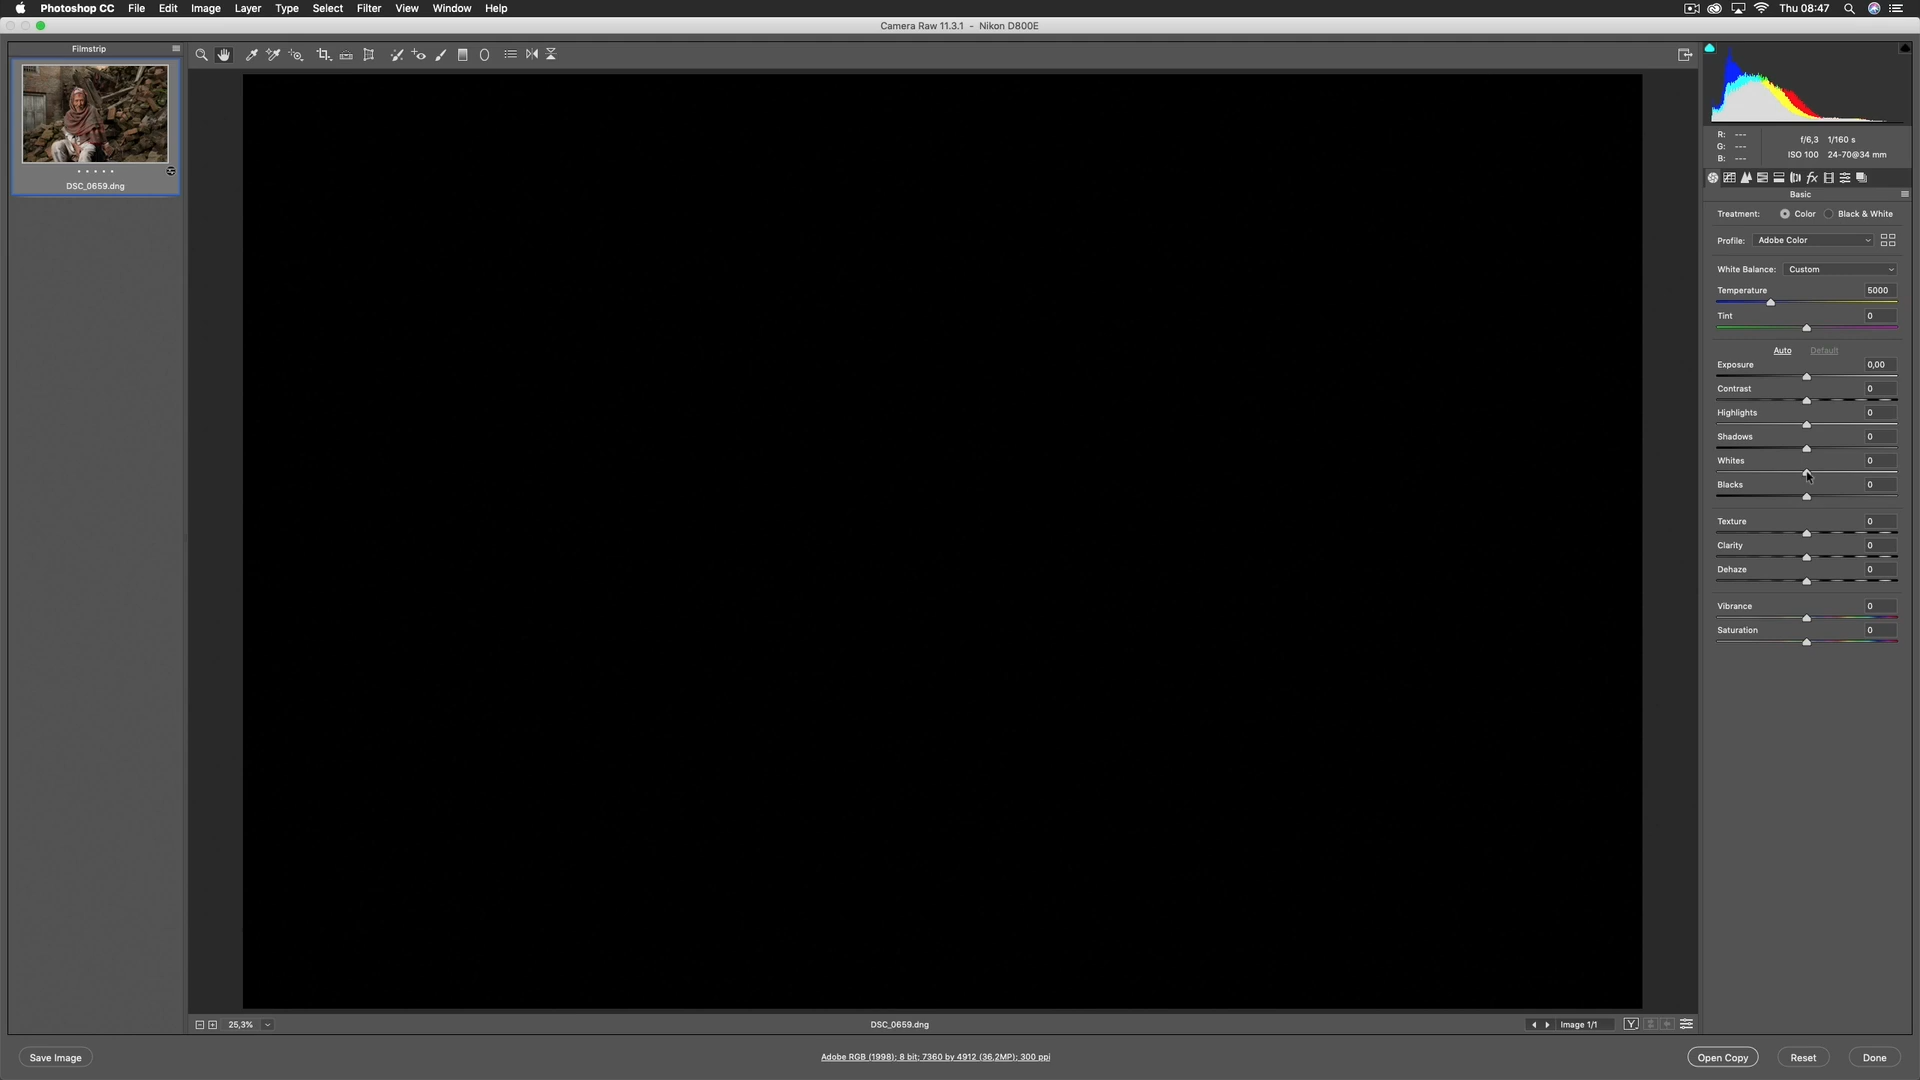 Photoshop CC File Edit Image Layer Type Select Filter View Window Help Thu 08:47
Camera Raw 11.3.1 - Nikon D800E
Filmstrip
DSC_0659.dng
R: ---
G: ---
B: ---
f/6,3 1/160 s
ISO 100 24-70@34 mm
Basic
Treatment: Color Black & White
Profile: Adobe Color
White Balance: Custom
Temperature 5000
Tint 0
Auto Default
Exposure 0,00
Contrast 0
Highlights 0
Shadows 0
Whites 0
Blacks 0
Texture 0
Clarity 0
Dehaze 0
Vibrance 0
Saturation 0
25,3% DSC_0659.dng Image 1/1 Y
Save Image Adobe RGB (1998); 8 bit; 7360 by 4912 (36,2MP); 300 ppi Open Copy Reset Done